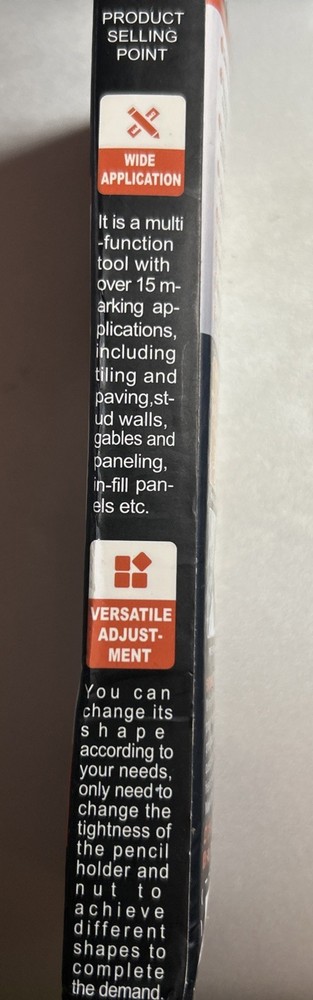 PRODUCT
SELLING
POINT
WIDE
APPLICATION
It is a multi
-function
tool with
over 15 m-
arking ap-
plications,
including
tiling and
paving,st-
ud walls,
gables and
paneling,
in-fill pan-
els etc.
VERSATILE
ADJUST-
MENT
You can
change its
shape
according to
your needs,
only need to
change the
tightness of
the pencil
holder and
nut to
achieve
different
shapes to
complete
the demand.